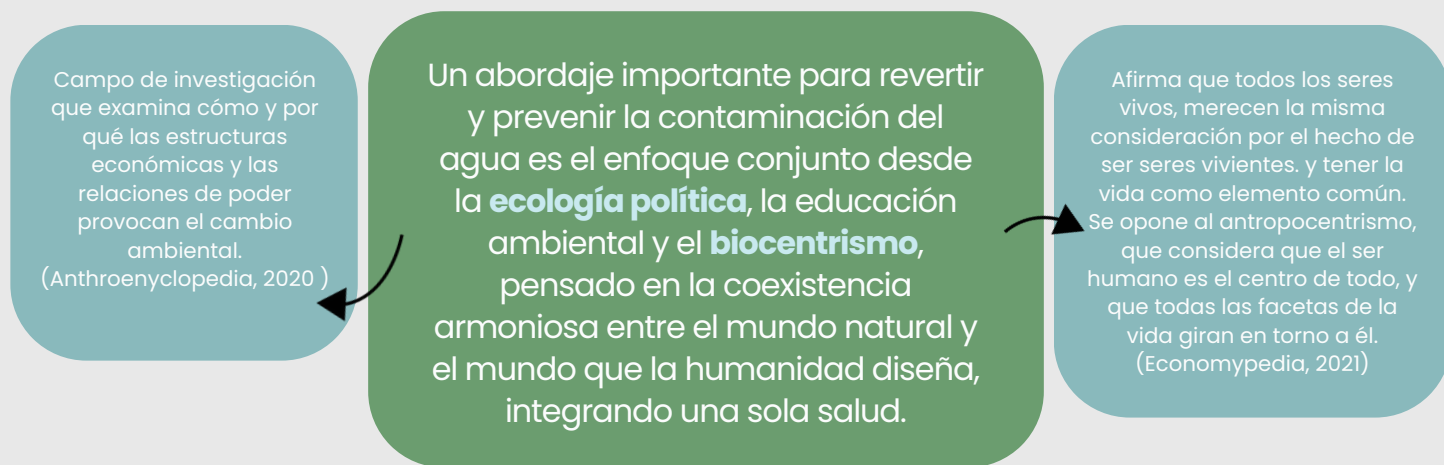 Campo de investigación
que examina cómo y por
qué las estructuras
económicas y las
relaciones de poder
provocan el cambio
ambiental.
(Anthroenyclopedia, 2020 )
Un abordaje importante para revertir
y prevenir la contaminación del
agua es el enfoque conjunto desde
la ecología política, la educación
ambiental y el biocentrismo,
pensado en la coexistencia
armoniosa entre el mundo natural y
el mundo que la humanidad diseña,
integrando una sola salud.
Afirma que todos los seres
vivos, merecen la misma
consideración por el hecho de
ser seres vivientes. y tener la
vida como elemento común.
Se opone al antropocentrismo,
que considera que el ser
humano es el centro de todo, y
que todas las facetas de la
vida giran en torno a él.
(Economypedia, 2021)